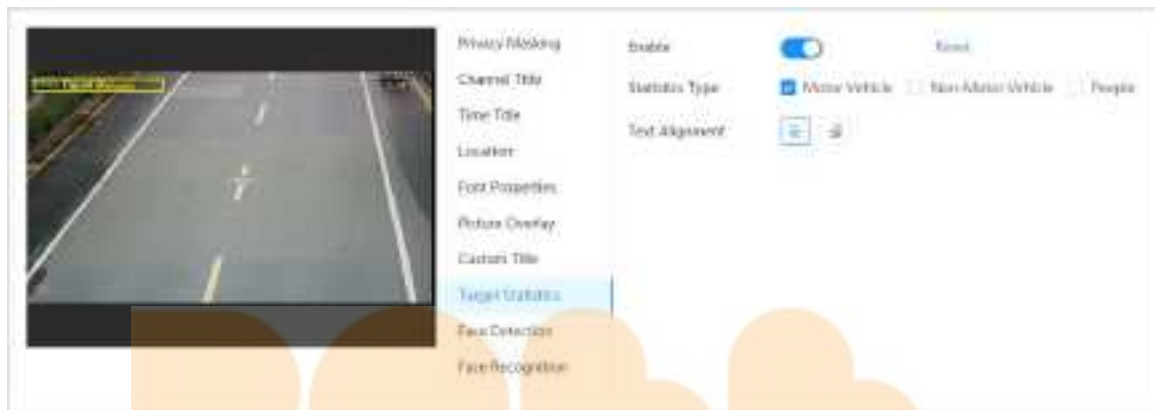 Privacy Masking
Channel Title
Time Title
Location
Font Properties
Picture Overlay
Custom Title
Target Statistics
Face Detection
Face Recognition
Enable
Reset
Statistics Type
Motor Vehicle
Non-Motor Vehicle
People
Text Alignment